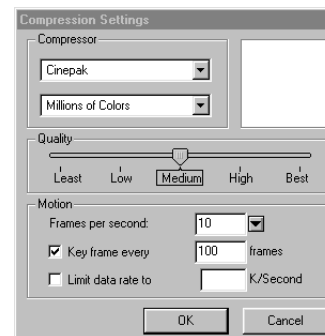 Compression Settings
Compressor
Cinepak
Millions of Colors
Quality
Least Low Medium High Best
Motion
Frames per second: 10
Key frame every 100 frames
Limit data rate to K/Second
OK Cancel